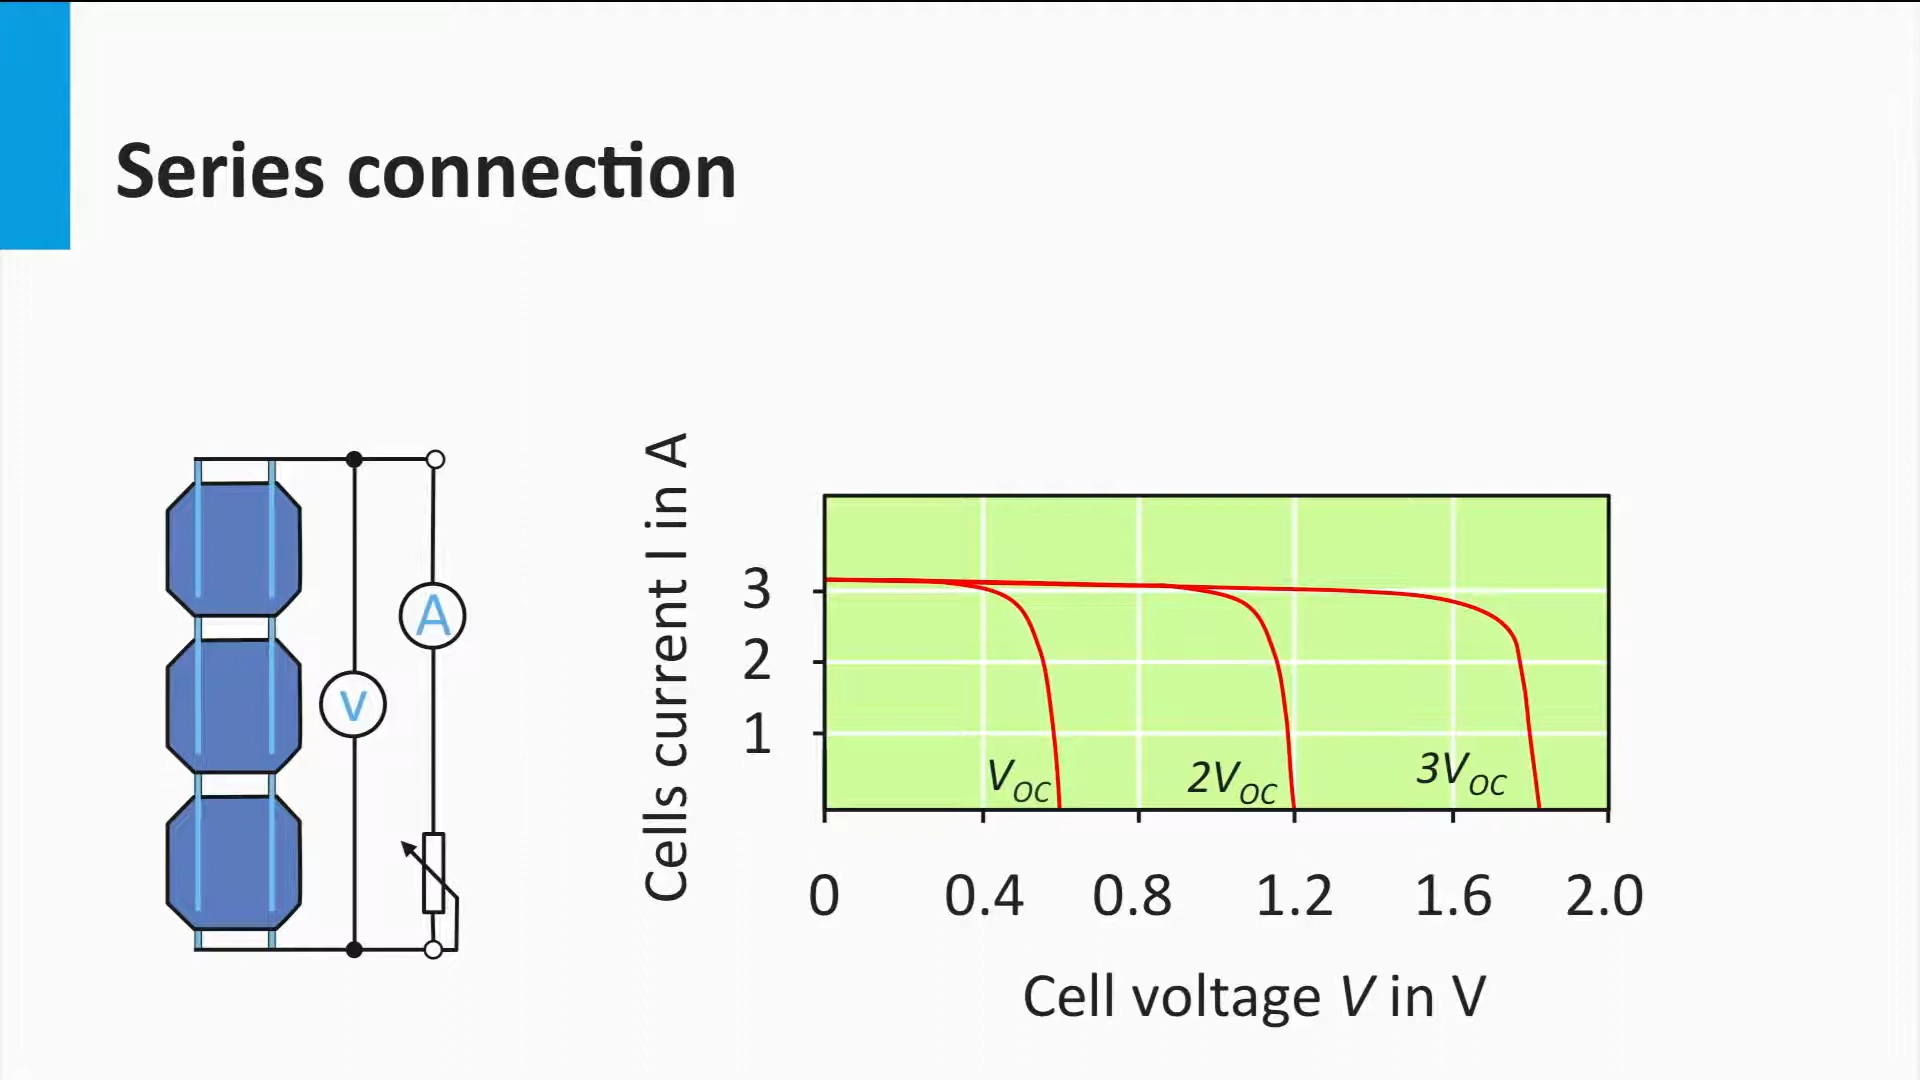 Series connection
A
V
Cells current I in A
3
2
1
V_OC
2V_OC
3V_OC
0 0.4 0.8 1.2 1.6 2.0
Cell voltage V in V